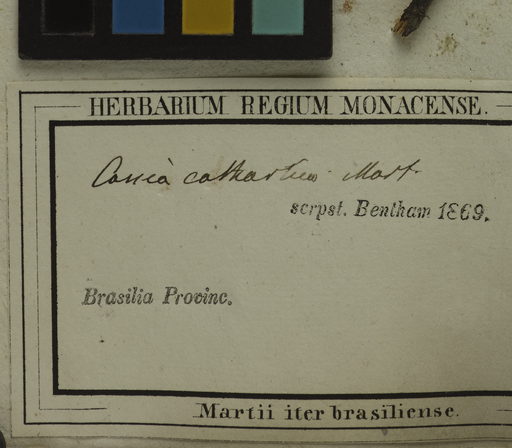 HERBARIUM REGIUM MONACENSE.
Cassia cathartica Mart.
scrpst. Bentham 1869.
Brasilia Provinc.
Martii iter brasiliense.